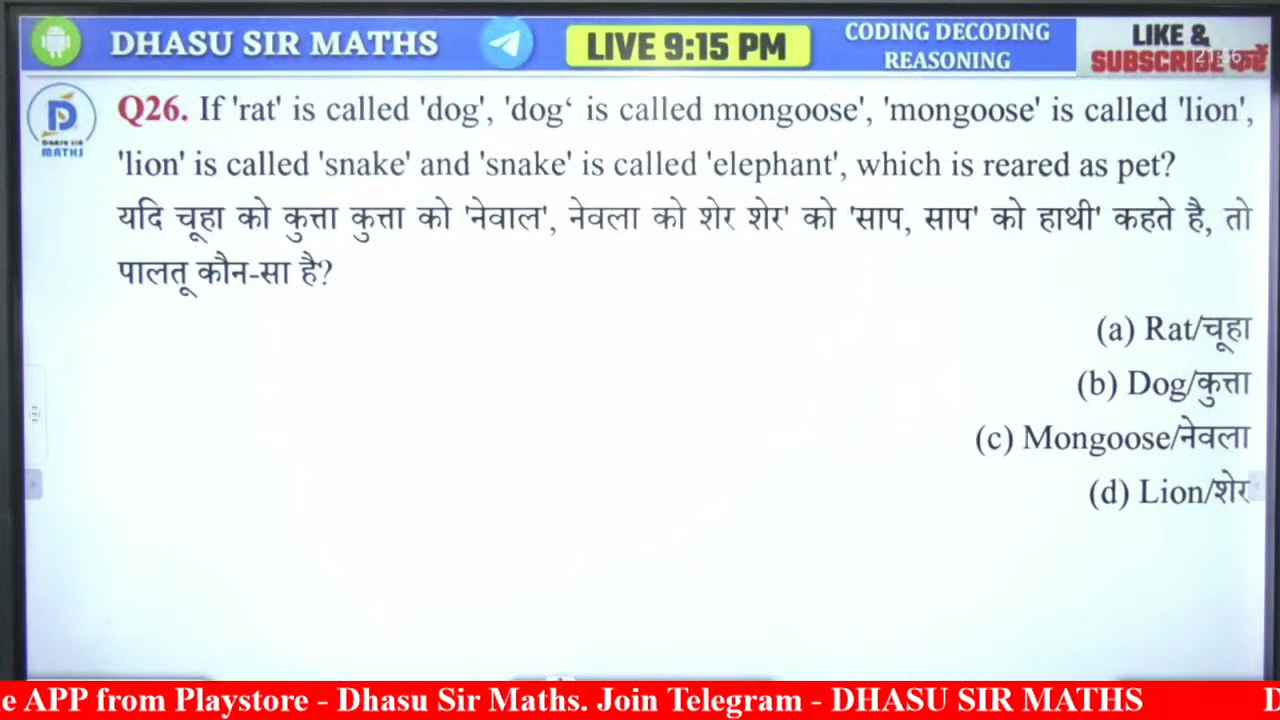 DHASU SIR MATHS
LIVE 9:15 PM
CODING DECODING
REASONING
LIKE &
SUBSCRIBE करें
DHASU SIR
MATHS
Q26. If 'rat' is called 'dog', 'dog‘ is called mongoose', 'mongoose' is called 'lion',
'lion' is called 'snake' and 'snake' is called 'elephant', which is reared as pet?
यदि चूहा को कुत्ता कुत्ता को 'नेवाल', नेवला को शेर शेर' को 'साप, साप' को हाथी' कहते है, तो
पालतू कौन-सा है?
(a) Rat/चूहा
(b) Dog/कुत्ता
(c) Mongoose/नेवला
(d) Lion/शेर
e APP from Playstore - Dhasu Sir Maths. Join Telegram - DHASU SIR MATHS D